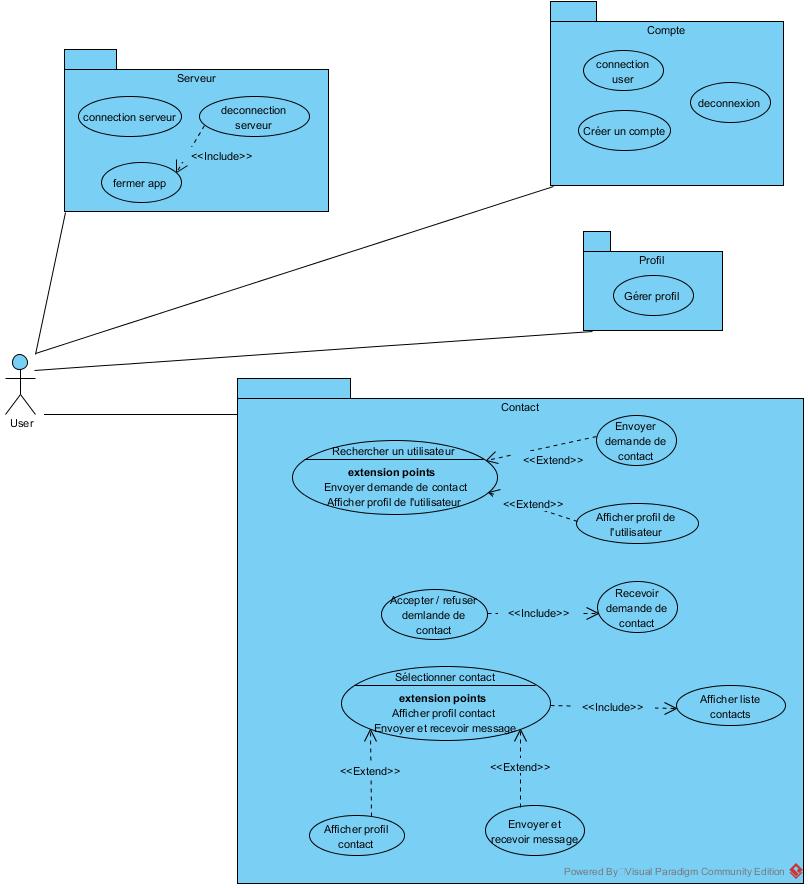 Compte
connection
user
deconnexion
Créer un compte
Serveur
connection serveur
deconnection
serveur
<<Include>>
fermer app
Profil
Gérer profil
User
Contact
Envoyer
demande de
contact
Rechercher un utilisateur
extension points
Envoyer demande de contact
Afficher profil de l'utilisateur
<<Extend>>
<<Extend>>
Afficher profil de
l'utilisateur
Accepter / refuser
demlande de
contact
<<Include>>
Recevoir
demande de
contact
Sélectionner contact
extension points
Afficher profil contact
Envoyer et recevoir message
<<Include>>
Afficher liste
contacts
<<Extend>>
<<Extend>>
Afficher profil
contact
Envoyer et
recevoir message
Powered By Visual Paradigm Community Edition